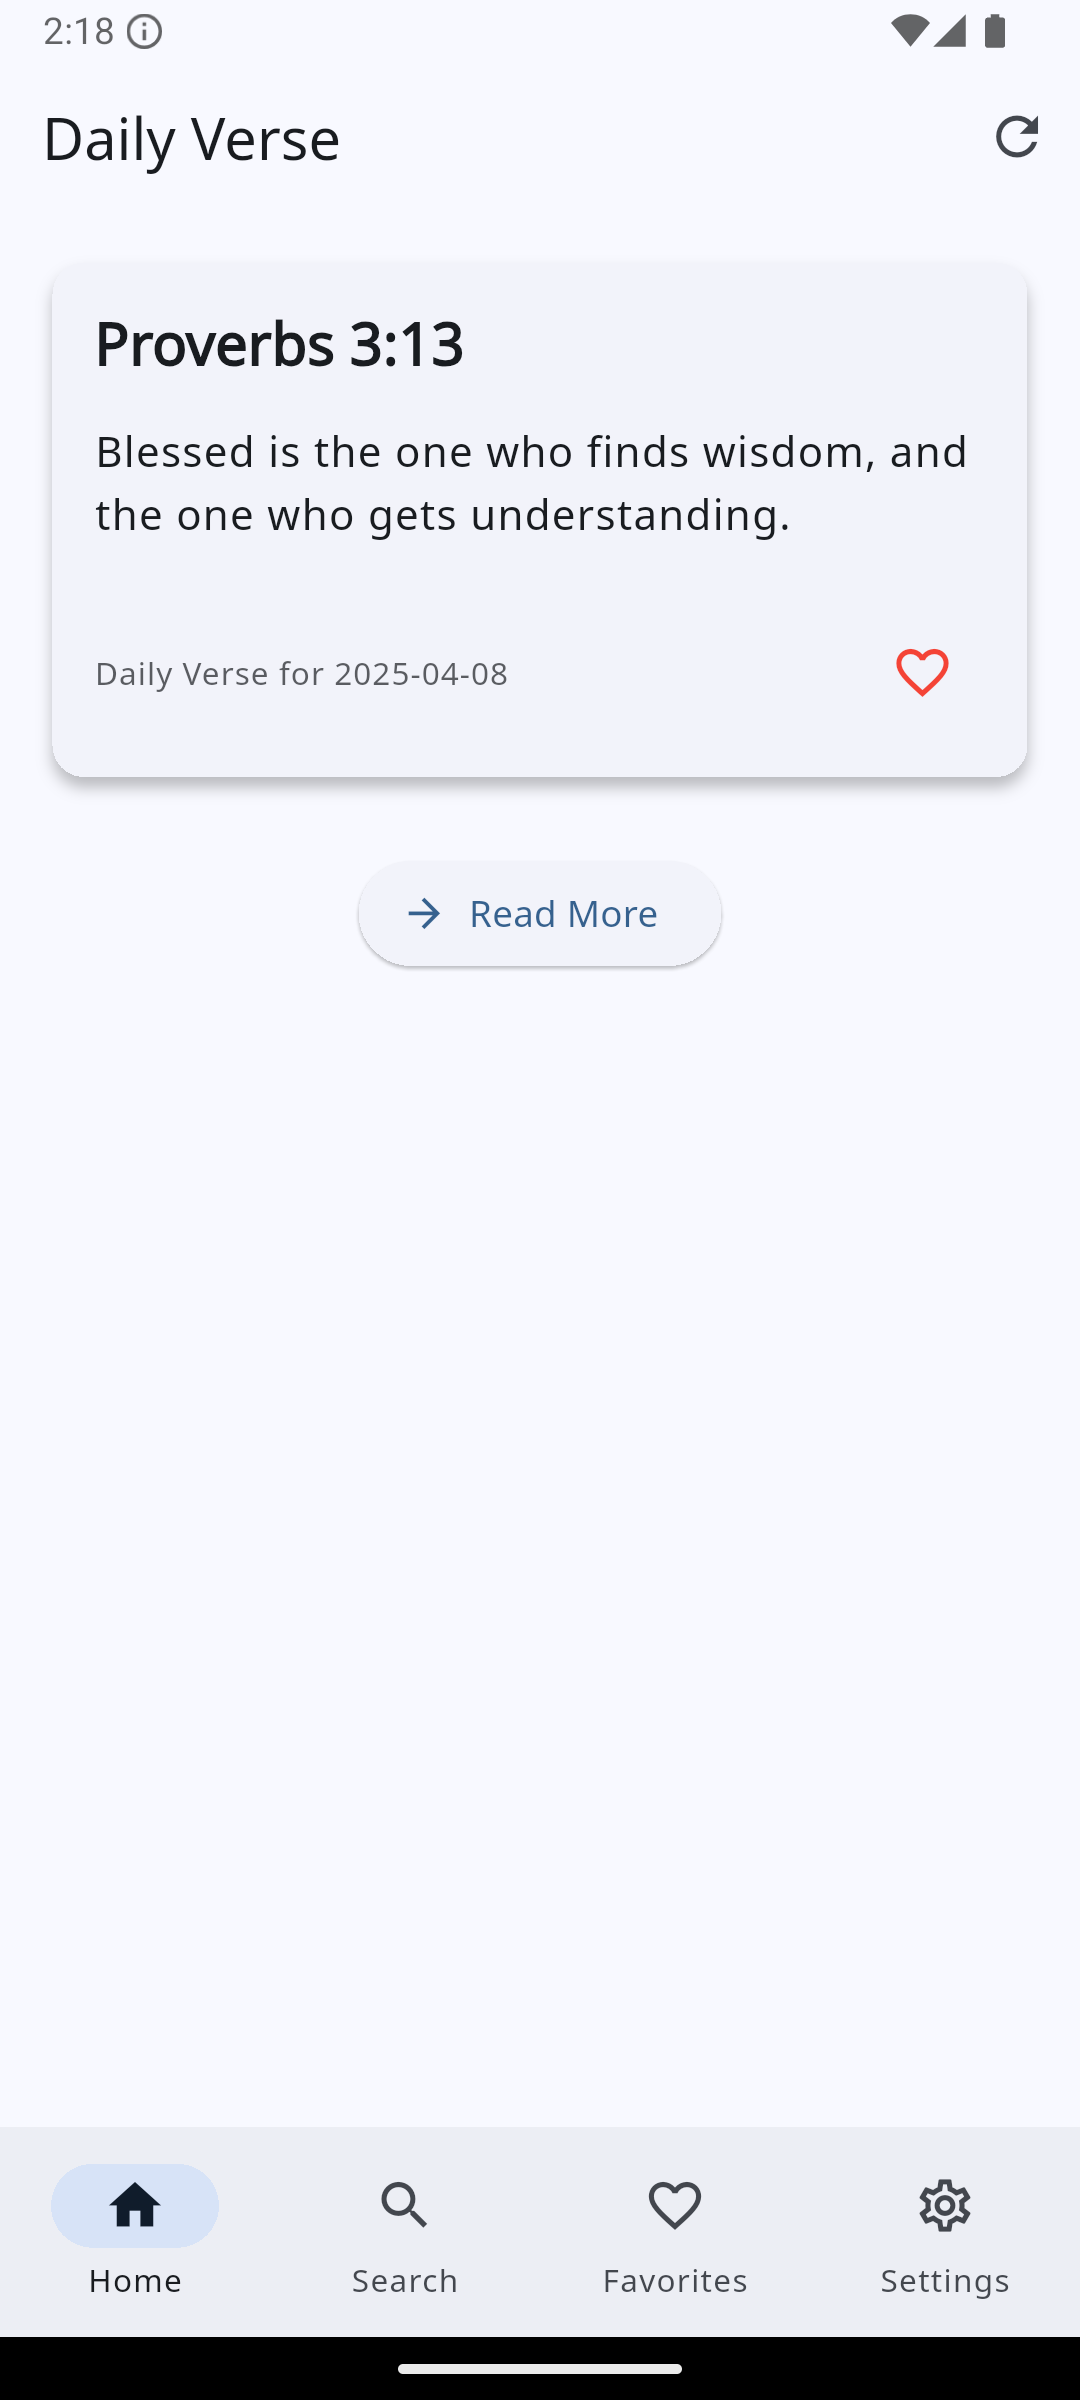 2:18
Daily Verse
Proverbs 3:13
Blessed is the one who finds wisdom, and
the one who gets understanding.
Daily Verse for 2025-04-08
Read More
Home
Search
Favorites
Settings